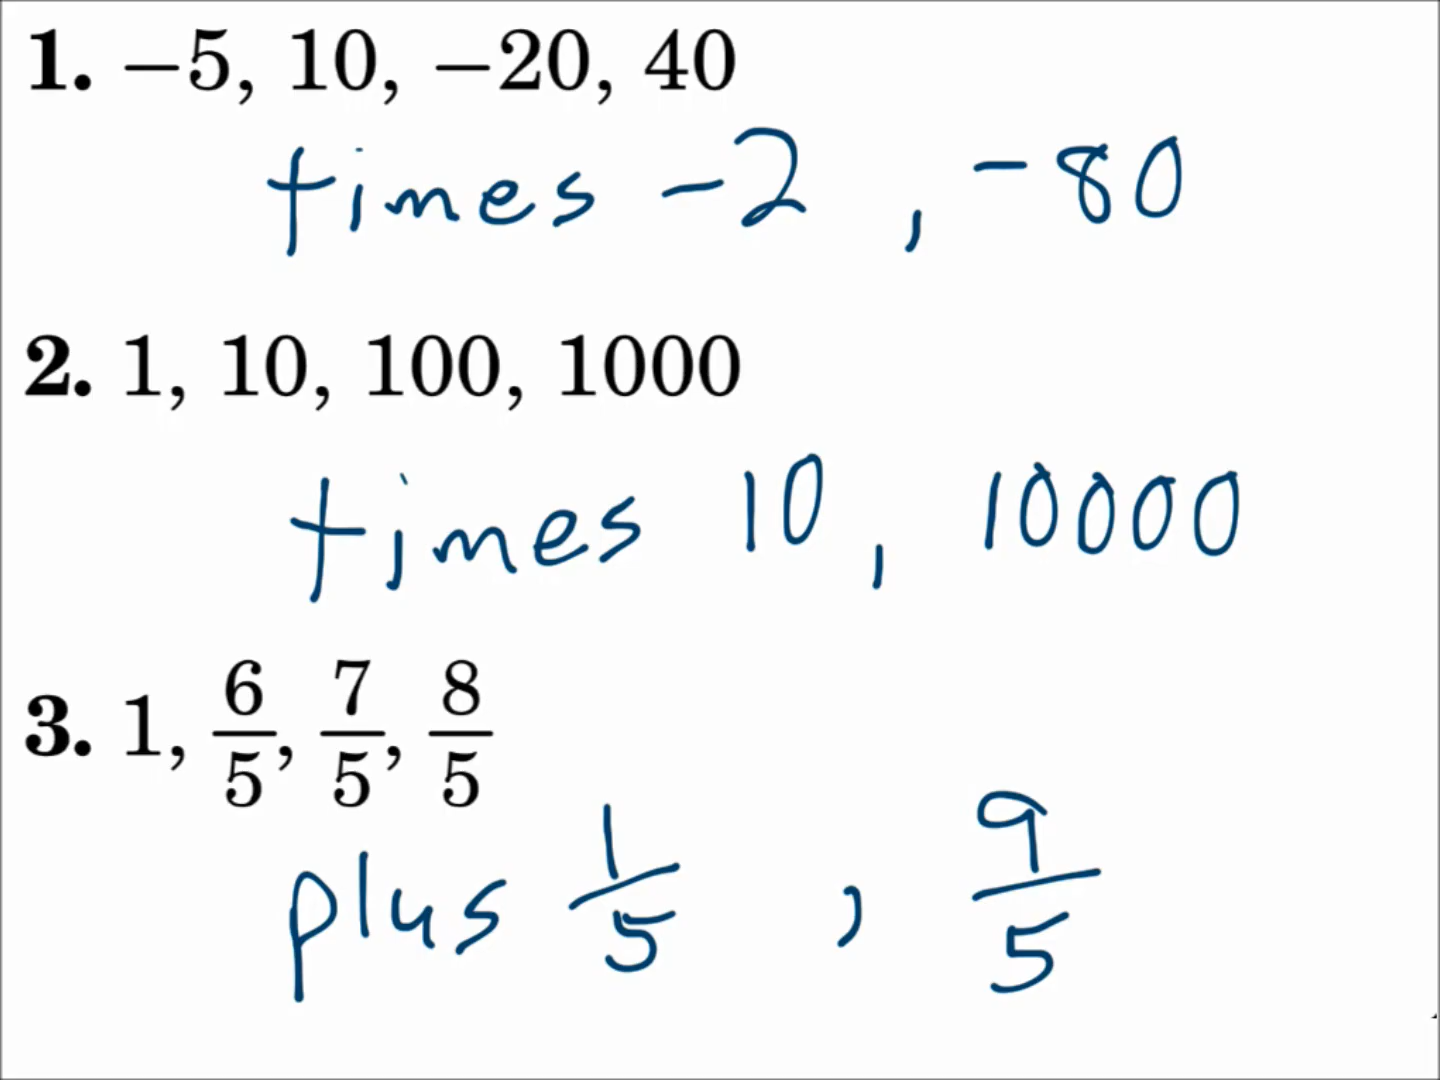 1. −5, 10, −20, 40
times −2 , −80
2. 1, 10, 100, 1000
times 10 , 10000
3. 1, 6/5, 7/5, 8/5
plus 1/5 , 9/5